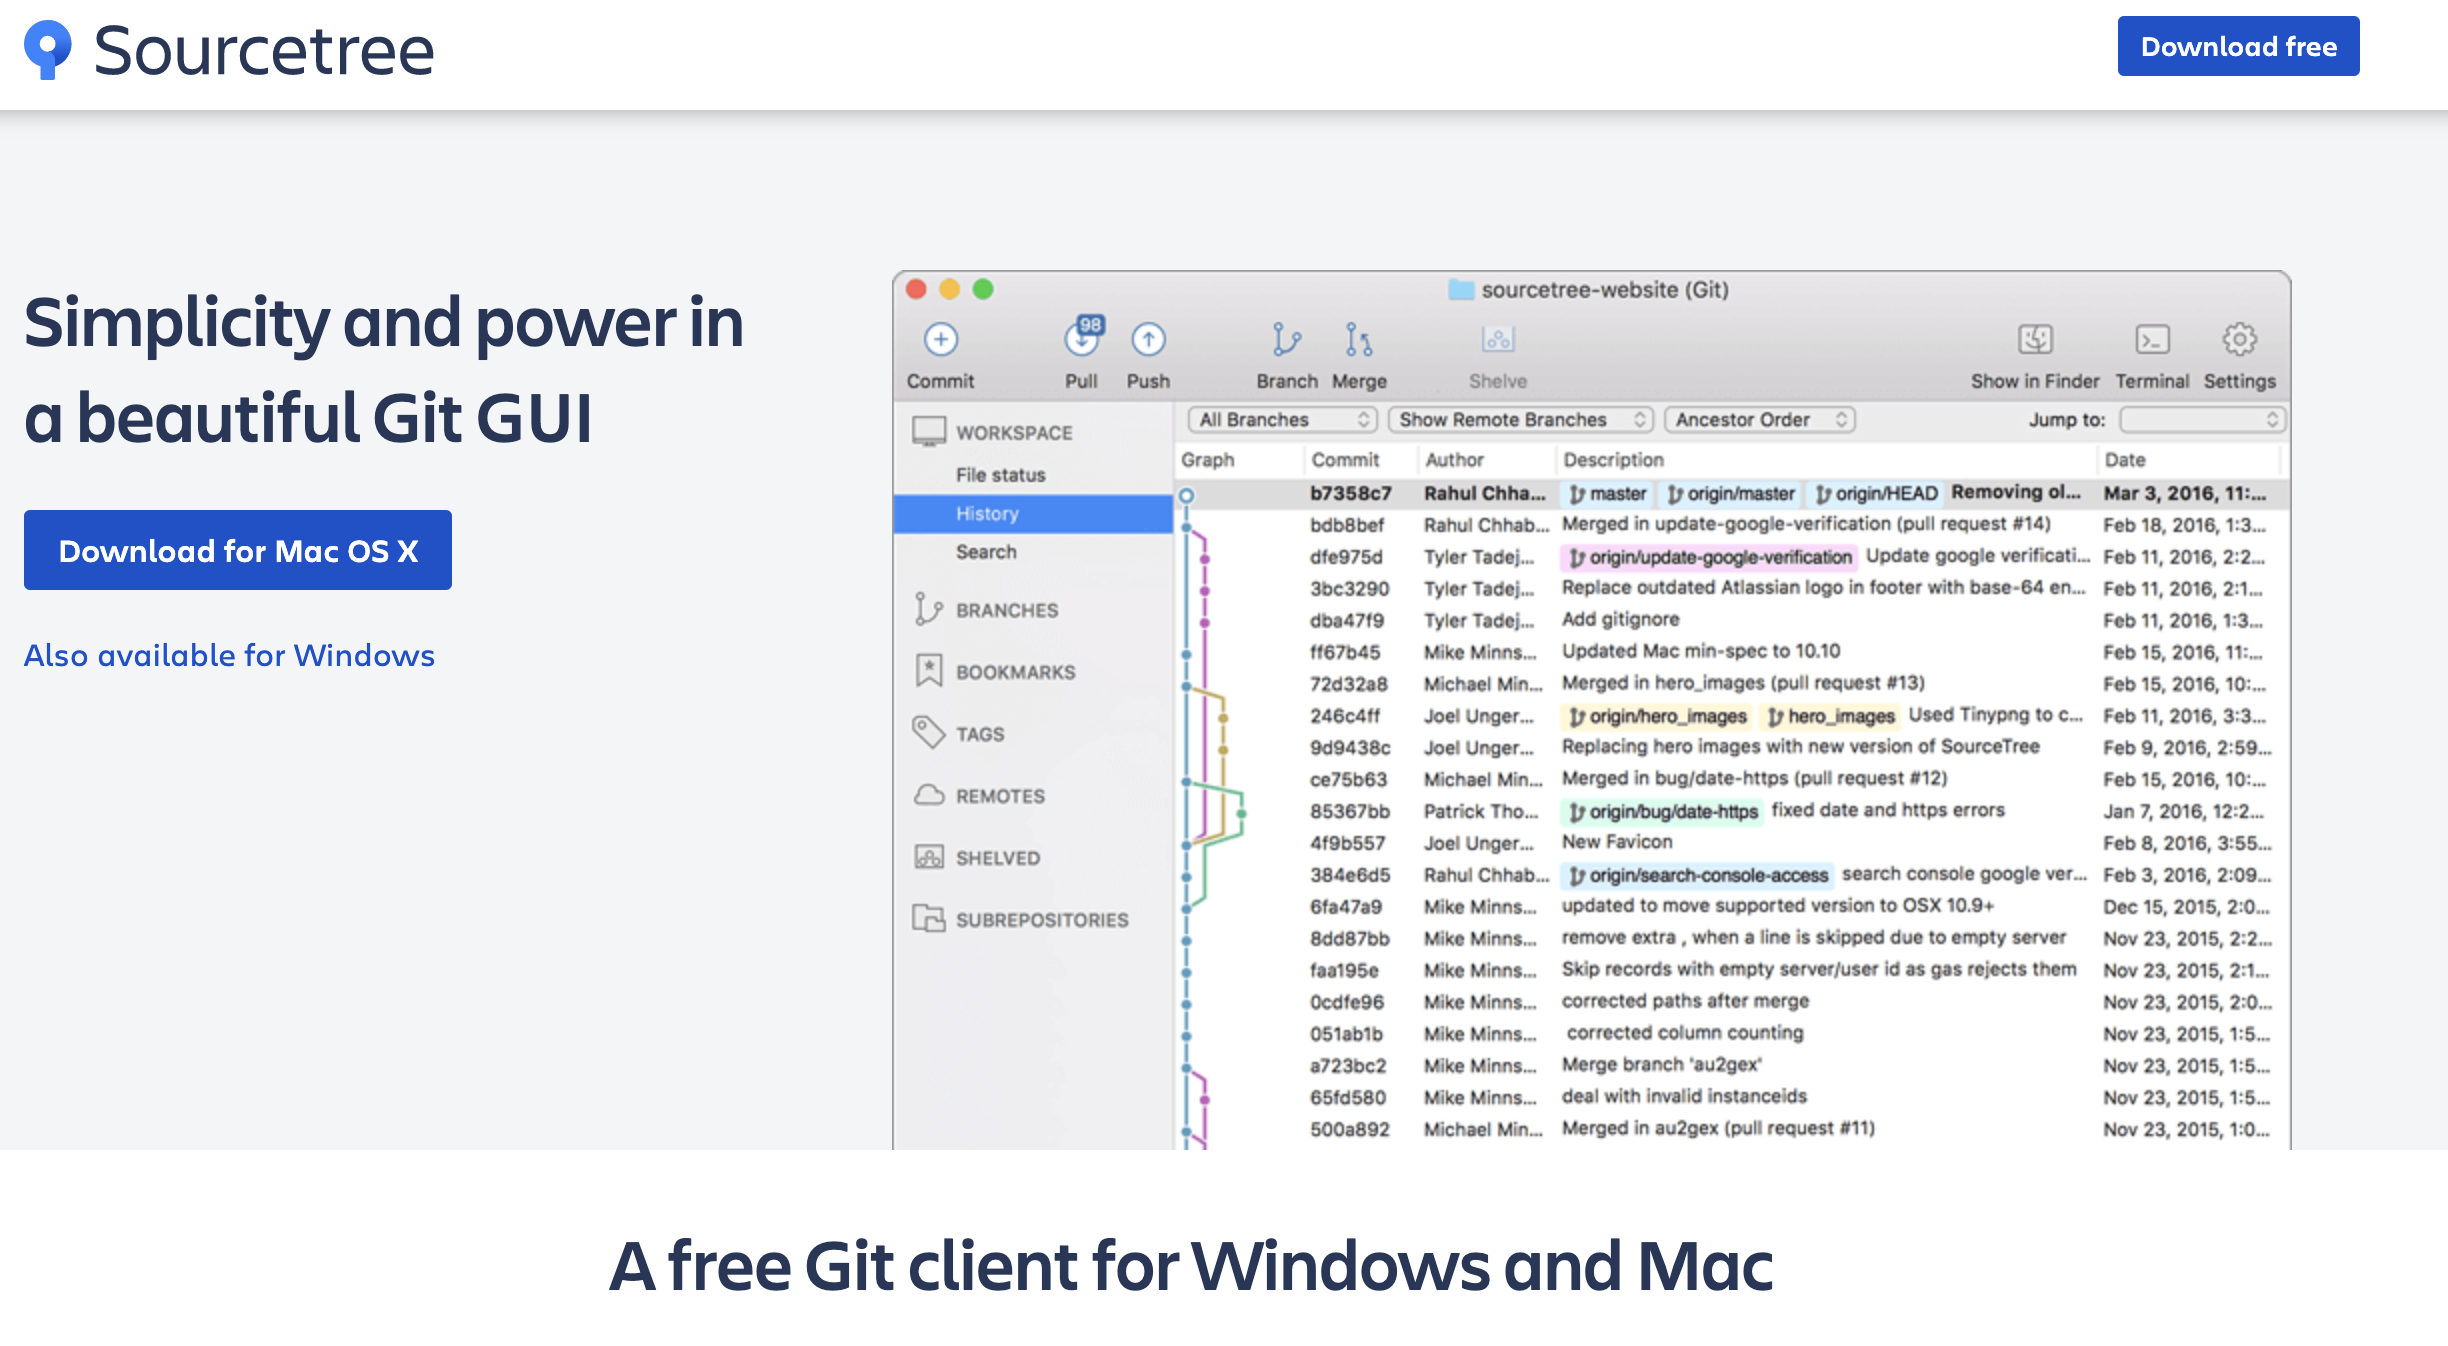 Sourcetree
Download free
Simplicity and power in
a beautiful Git GUI
Download for Mac OS X
Also available for Windows
sourcetree-website (Git)
98
Commit Pull Push Branch Merge Shelve Show in Finder Terminal Settings
WORKSPACE
File status
History
Search
BRANCHES
BOOKMARKS
TAGS
REMOTES
SHELVED
SUBREPOSITORIES
All Branches Show Remote Branches Ancestor Order Jump to:
Graph Commit Author Description Date
b7358c7 Rahul Chha... master origin/master origin/HEAD Removing ol... Mar 3, 2016, 11:...
bdb8bef Rahul Chhab... Merged in update-google-verification (pull request #14) Feb 18, 2016, 1:3...
dfe975d Tyler Tadej... origin/update-google-verification Update google verificati... Feb 11, 2016, 2:2...
3bc3290 Tyler Tadej... Replace outdated Atlassian logo in footer with base-64 en... Feb 11, 2016, 2:1...
dba47f9 Tyler Tadej... Add gitignore Feb 11, 2016, 1:3...
ff67b45 Mike Minns... Updated Mac min-spec to 10.10 Feb 15, 2016, 11:...
72d32a8 Michael Min... Merged in hero_images (pull request #13) Feb 15, 2016, 10:...
246c4ff Joel Unger... origin/hero_images hero_images Used Tinypng to c... Feb 11, 2016, 3:3...
9d9438c Joel Unger... Replacing hero images with new version of SourceTree Feb 9, 2016, 2:59...
ce75b63 Michael Min... Merged in bug/date-https (pull request #12) Feb 15, 2016, 10:...
85367bb Patrick Tho... origin/bug/date-https fixed date and https errors Jan 7, 2016, 12:2...
4f9b557 Joel Unger... New Favicon Feb 8, 2016, 3:55...
384e6d5 Rahul Chhab... origin/search-console-access search console google ver... Feb 3, 2016, 2:09...
6fa47a9 Mike Minns... updated to move supported version to OSX 10.9+ Dec 15, 2015, 2:0...
8dd87bb Mike Minns... remove extra , when a line is skipped due to empty server Nov 23, 2015, 2:2...
faa195e Mike Minns... Skip records with empty server/user id as gas rejects them Nov 23, 2015, 2:1...
0cdfe96 Mike Minns... corrected paths after merge Nov 23, 2015, 2:0...
051ab1b Mike Minns... corrected column counting Nov 23, 2015, 1:5...
a723bc2 Mike Minns... Merge branch 'au2gex' Nov 23, 2015, 1:5...
65fd580 Mike Minns... deal with invalid instanceids Nov 23, 2015, 1:5...
500a892 Michael Min... Merged in au2gex (pull request #11) Nov 23, 2015, 1:0...
A free Git client for Windows and Mac